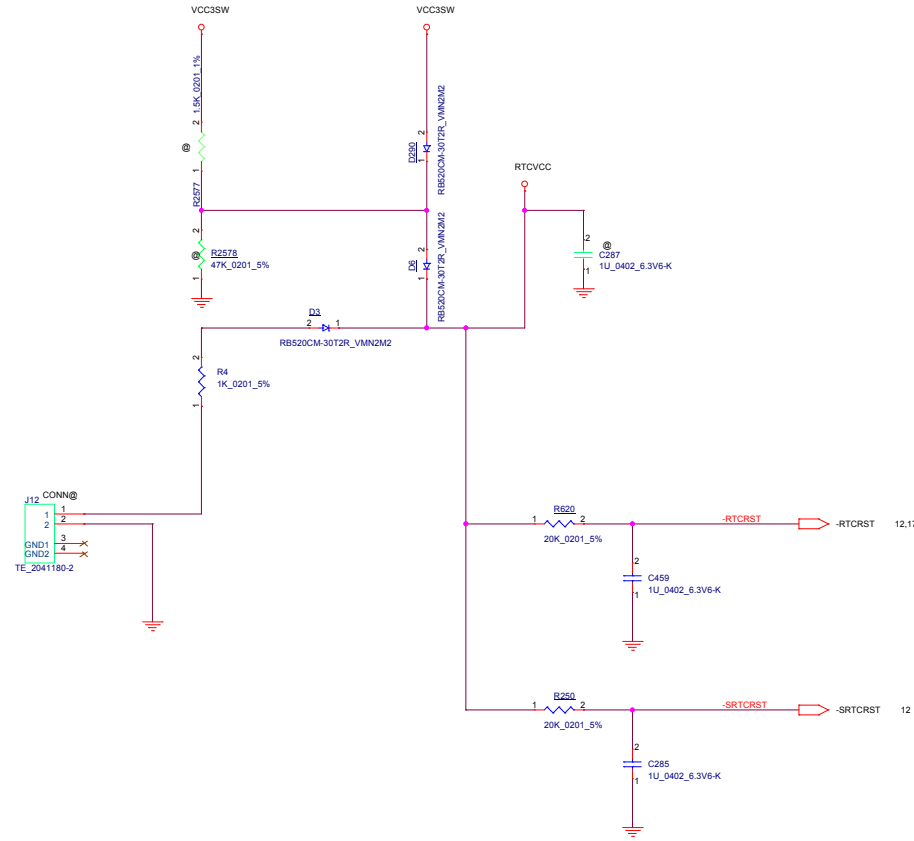 VCC3SW
VCC3SW
1.5K_0201_1%
2
@
1
R2577
2
D290
1
RB520CM-30T2R_VMN2M2
RTCVCC
2
@
R2578
47K_0201_5%
1
2
D6
1
RB520CM-30T2R_VMN2M2
2
@
C287
1U_0402_6.3V6-K
1
D3
2
1
RB520CM-30T2R_VMN2M2
2
R4
1K_0201_5%
1
CONN@
J12
1 1
2 2
GND1 3
GND2 4
TE_2041180-2
R620
1 2
20K_0201_5%
-RTCRST
-RTCRST
12,17
2
C459
1U_0402_6.3V6-K
1
R250
1 2
20K_0201_5%
-SRTCRST
-SRTCRST
12
2
C285
1U_0402_6.3V6-K
1